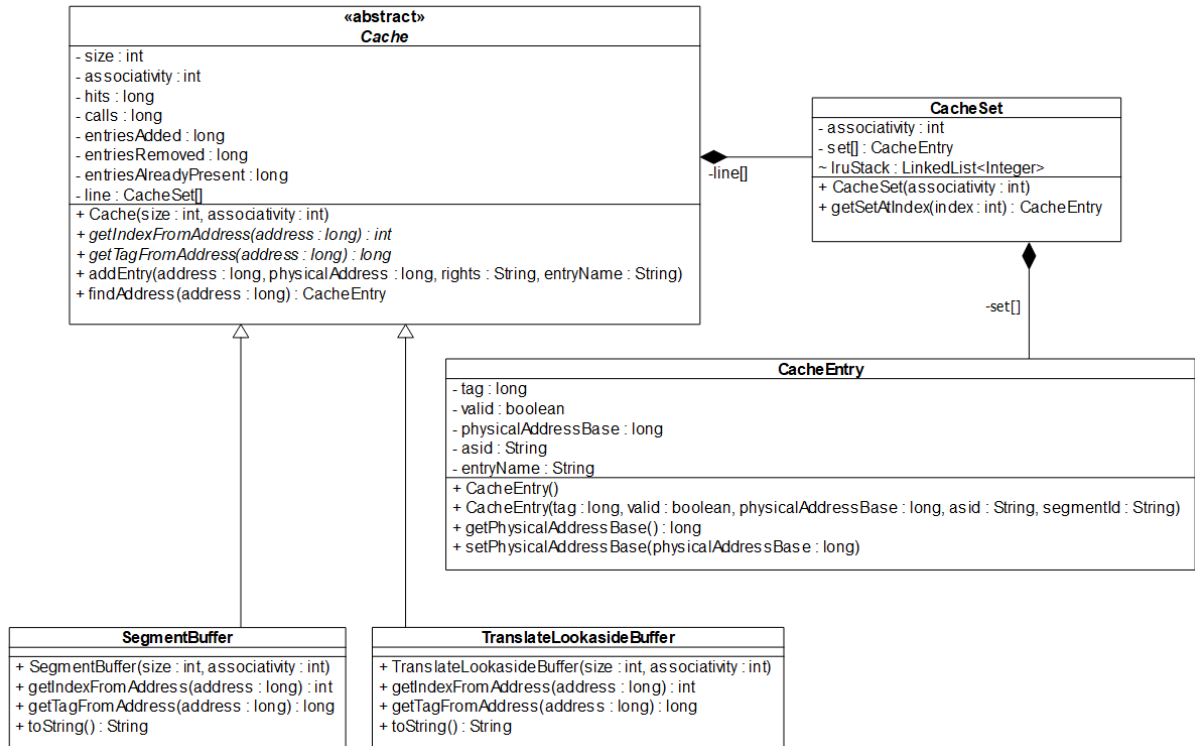 «abstract»
Cache
- size : int
- associativity : int
- hits : long
- calls : long
- entriesAdded : long
- entriesRemoved : long
- entriesAlreadyPresent : long
- line : CacheSet[]
+ Cache(size : int, associativity : int)
+ getIndexFromAddress(address : long) : int
+ getTagFromAddress(address : long) : long
+ addEntry(address : long, physicalAddress : long, rights : String, entryName : String)
+ findAddress(address : long) : CacheEntry
-line[]
CacheSet
- associativity : int
- set[] : CacheEntry
~ lruStack : LinkedList<Integer>
+ CacheSet(associativity : int)
+ getSetAtIndex(index : int) : CacheEntry
-set[]
CacheEntry
- tag : long
- valid : boolean
- physicalAddressBase : long
- asid : String
- entryName : String
+ CacheEntry()
+ CacheEntry(tag : long, valid : boolean, physicalAddressBase : long, asid : String, segmentId : String)
+ getPhysicalAddressBase() : long
+ setPhysicalAddressBase(physicalAddressBase : long)
SegmentBuffer
+ SegmentBuffer(size : int, associativity : int)
+ getIndexFromAddress(address : long) : int
+ getTagFromAddress(address : long) : long
+ toString() : String
TranslateLookasideBuffer
+ TranslateLookasideBuffer(size : int, associativity : int)
+ getIndexFromAddress(address : long) : int
+ getTagFromAddress(address : long) : long
+ toString() : String